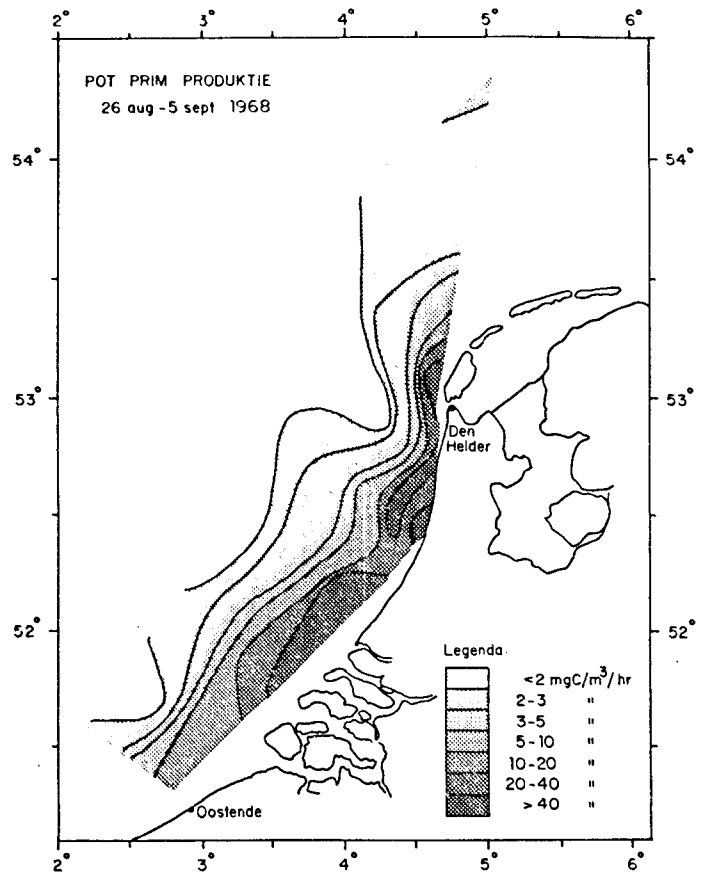 2° 3° 4° 5° 6°
POT PRIM PRODUKTIE
26 aug - 5 sept 1968
54° 54°
53° 53°
Den
Helder
52° 52°
Legenda
<2 mgC/m³/hr
2-3 "
3-5 "
5-10 "
10-20 "
20-40 "
>40 "
Oostende
2° 3° 4° 5° 6°